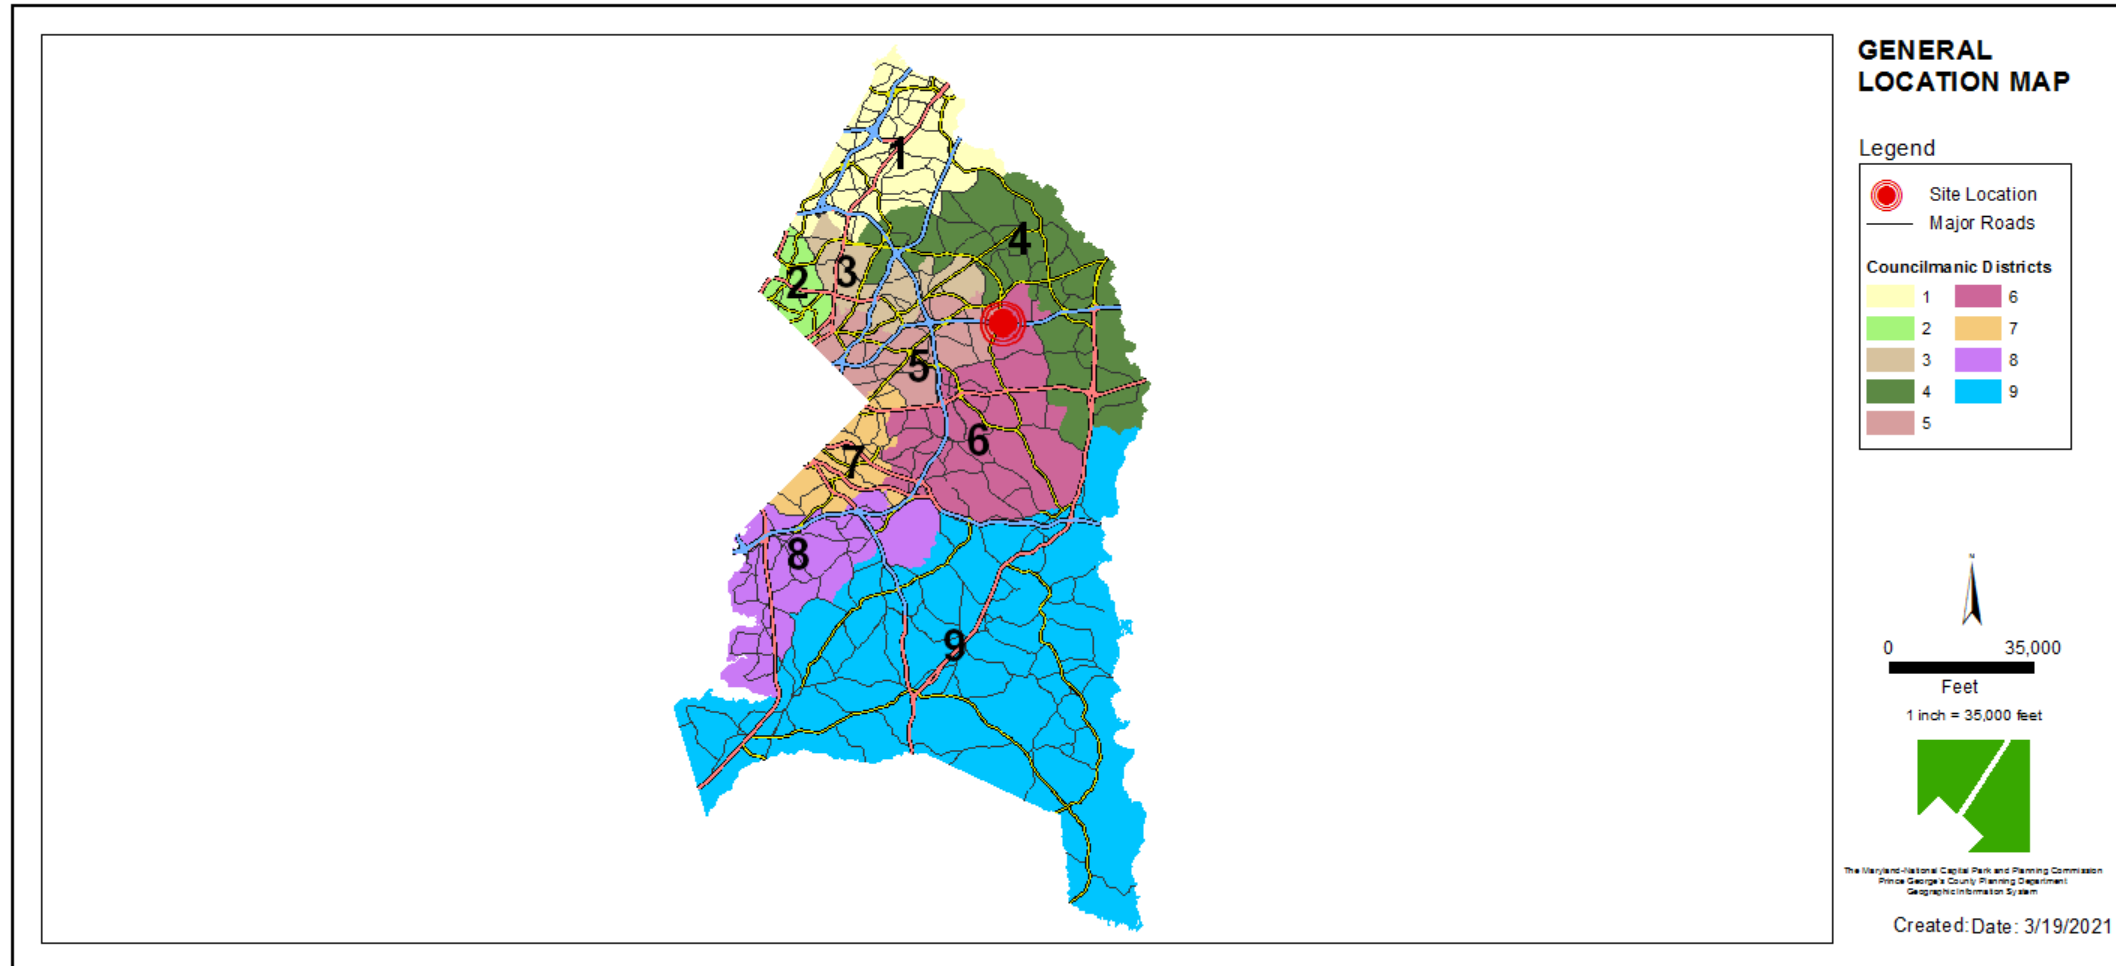 GENERAL
LOCATION MAP
Legend
Site Location
Major Roads
Councilmanic Districts
1 6
2 7
3 8
4 9
5
1
4
3
2
5
6
7
8
9
N
0 35,000
Feet
1 inch = 35,000 feet
The Maryland-National Capital Park and Planning Commission
Prince George's County Planning Department
Geographic Information System
Created: Date: 3/19/2021